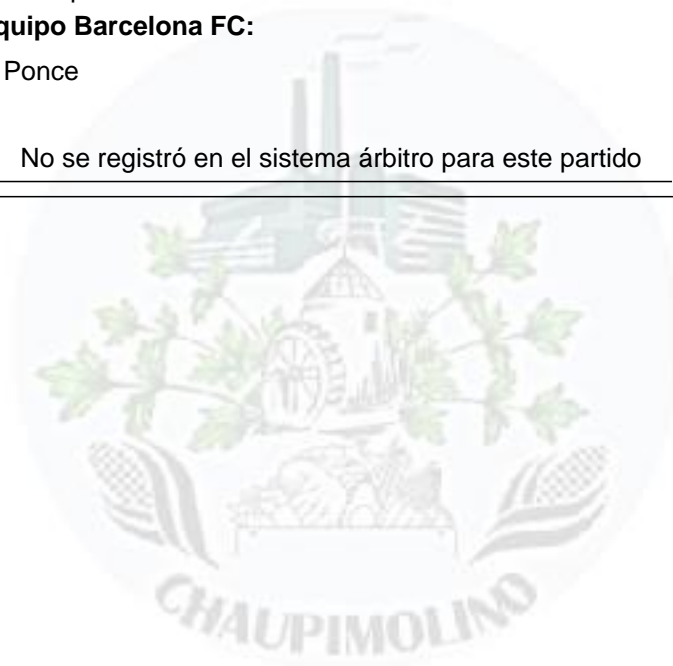 quipo Barcelona FC:
Ponce
No se registró en el sistema árbitro para este partido
CHAUPIMOLINO